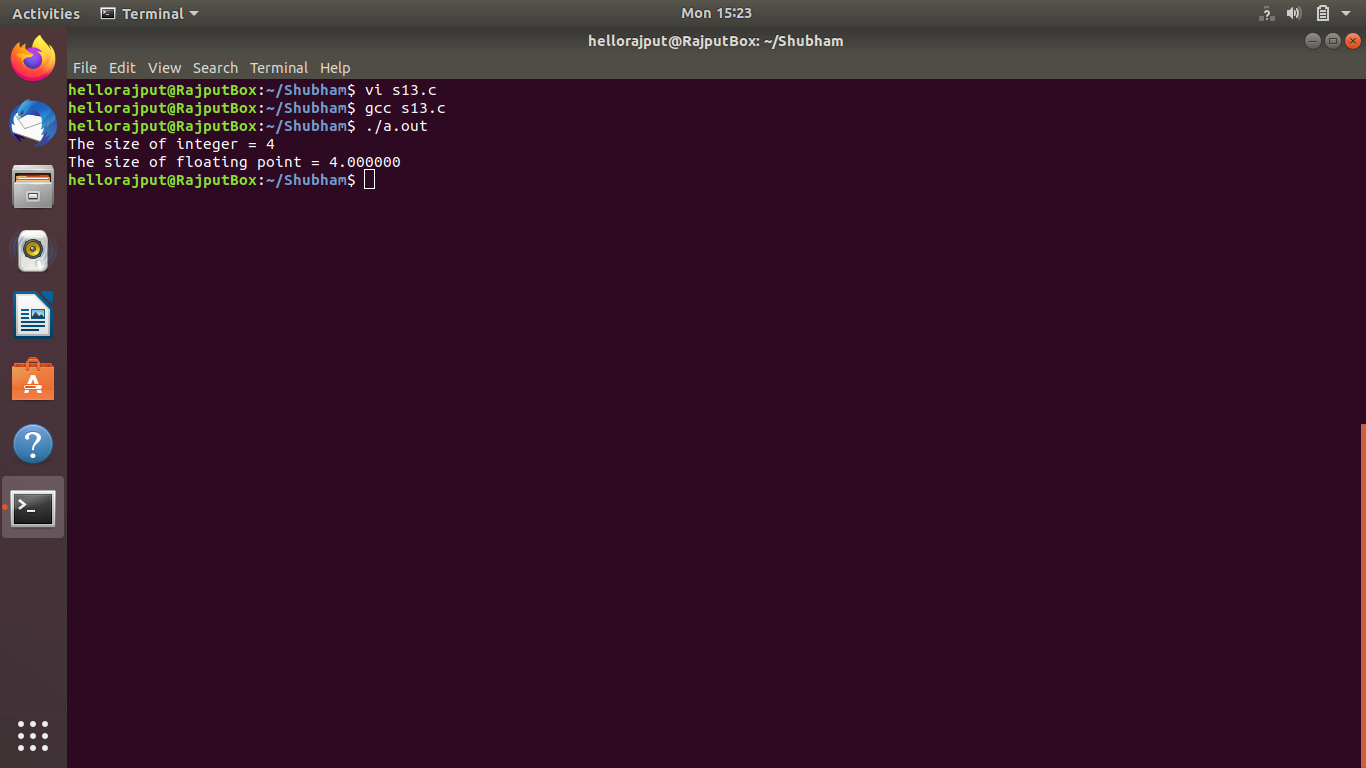 Activities Terminal Mon 15:23
hellorajput@RajputBox: ~/Shubham
File Edit View Search Terminal Help
hellorajput@RajputBox:~/Shubham$ vi s13.c
hellorajput@RajputBox:~/Shubham$ gcc s13.c
hellorajput@RajputBox:~/Shubham$ ./a.out
The size of integer = 4
The size of floating point = 4.000000
hellorajput@RajputBox:~/Shubham$